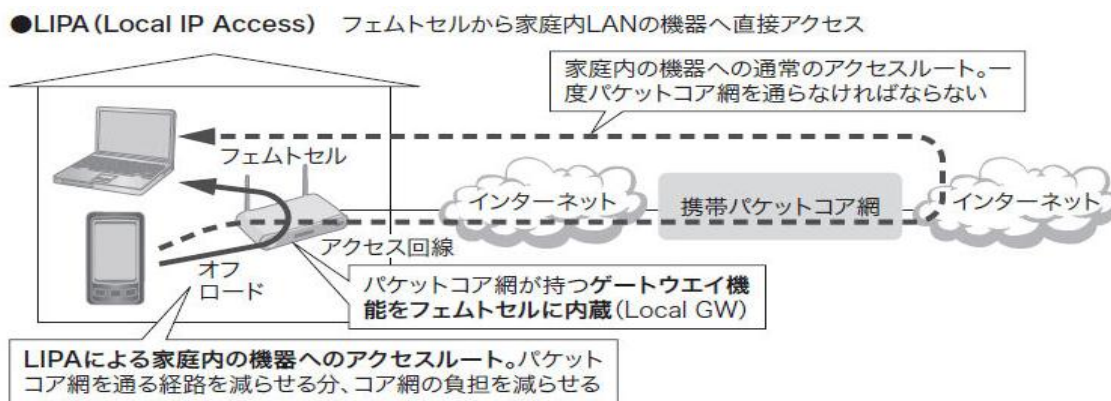 ●LIPA(Local IP Access) フェムトセルから家庭内LANの機器へ直接アクセス
家庭内の機器への通常のアクセスルート。一
度パケットコア網を通らなければならない
フェムトセル
インターネット
携帯パケットコア網
インターネット
アクセス回線
オフ
ロード
パケットコア網が持つゲートウエイ機
能をフェムトセルに内蔵(Local GW)
LIPAによる家庭内の機器へのアクセスルート。パケット
コア網を通る経路を減らせる分、コア網の負担を減らせる